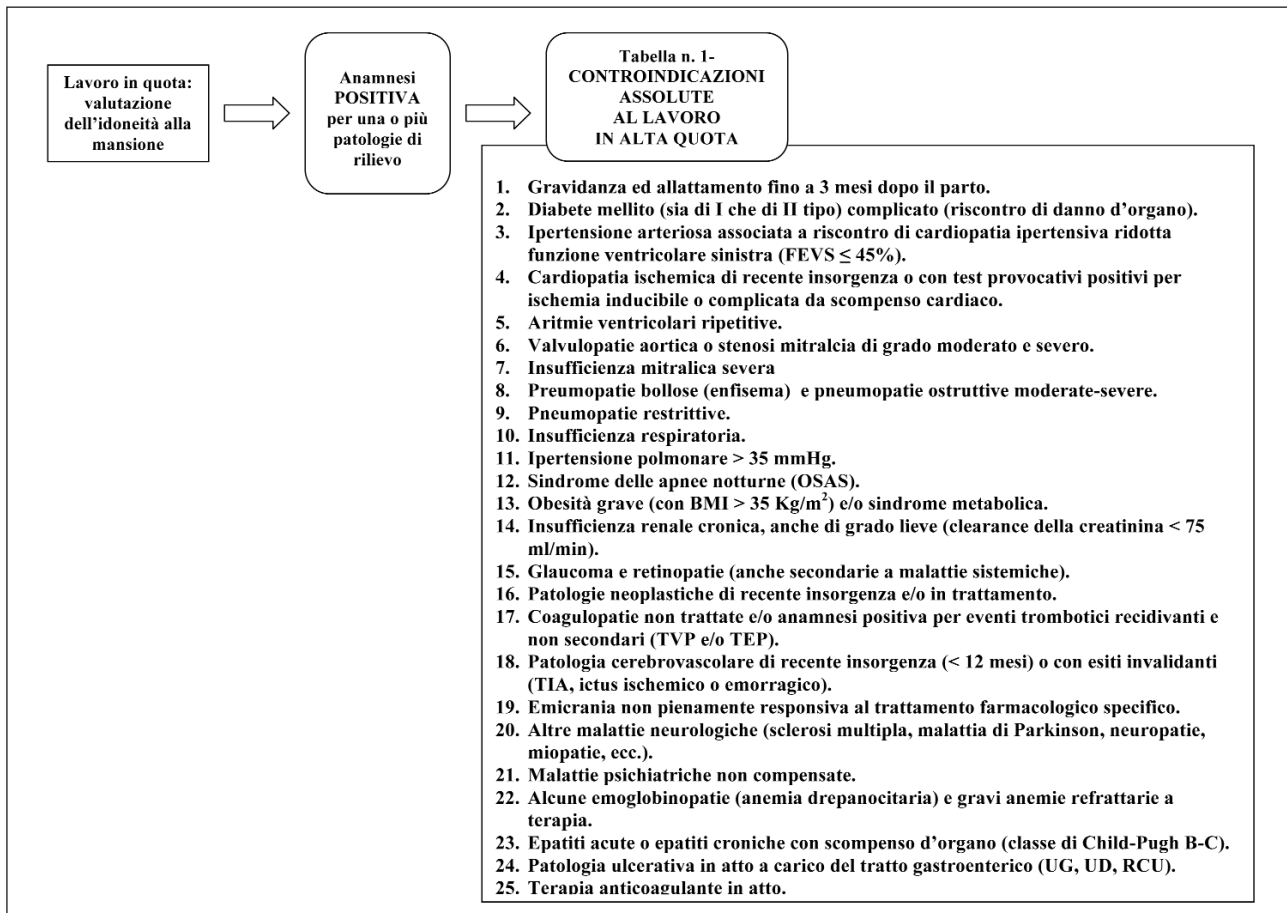 Lavoro in quota:
valutazione
dell'idoneità alla
mansione
Anamnesi
POSITIVA
per una o più
patologie di
rilievo
Tabella n. 1-
CONTROINDICAZIONI
ASSOLUTE
AL LAVORO
IN ALTA QUOTA
1. Gravidanza ed allattamento fino a 3 mesi dopo il parto.
2. Diabete mellito (sia di I che di II tipo) complicato (riscontro di danno d'organo).
3. Ipertensione arteriosa associata a riscontro di cardiopatia ipertensiva ridotta
funzione ventricolare sinistra (FEVS ≤ 45%).
4. Cardiopatia ischemica di recente insorgenza o con test provocativi positivi per
ischemia inducibile o complicata da scompenso cardiaco.
5. Aritmie ventricolari ripetitive.
6. Valvulopatie aortica o stenosi mitralcia di grado moderato e severo.
7. Insufficienza mitralica severa
8. Preumopatie bollose (enfisema) e pneumopatie ostruttive moderate-severe.
9. Pneumopatie restrittive.
10. Insufficienza respiratoria.
11. Ipertensione polmonare > 35 mmHg.
12. Sindrome delle apnee notturne (OSAS).
13. Obesità grave (con BMI > 35 Kg/m²) e/o sindrome metabolica.
14. Insufficienza renale cronica, anche di grado lieve (clearance della creatinina < 75
ml/min).
15. Glaucoma e retinopatie (anche secondarie a malattie sistemiche).
16. Patologie neoplastiche di recente insorgenza e/o in trattamento.
17. Coagulopatie non trattate e/o anamnesi positiva per eventi trombotici recidivanti e
non secondari (TVP e/o TEP).
18. Patologia cerebrovascolare di recente insorgenza (< 12 mesi) o con esiti invalidanti
(TIA, ictus ischemico o emorragico).
19. Emicrania non pienamente responsiva al trattamento farmacologico specifico.
20. Altre malattie neurologiche (sclerosi multipla, malattia di Parkinson, neuropatie,
miopatie, ecc.).
21. Malattie psichiatriche non compensate.
22. Alcune emoglobinopatie (anemia drepanocitaria) e gravi anemie refrattarie a
terapia.
23. Epatiti acute o epatiti croniche con scompenso d'organo (classe di Child-Pugh B-C).
24. Patologia ulcerativa in atto a carico del tratto gastroenterico (UG, UD, RCU).
25. Terapia anticoagulante in atto.